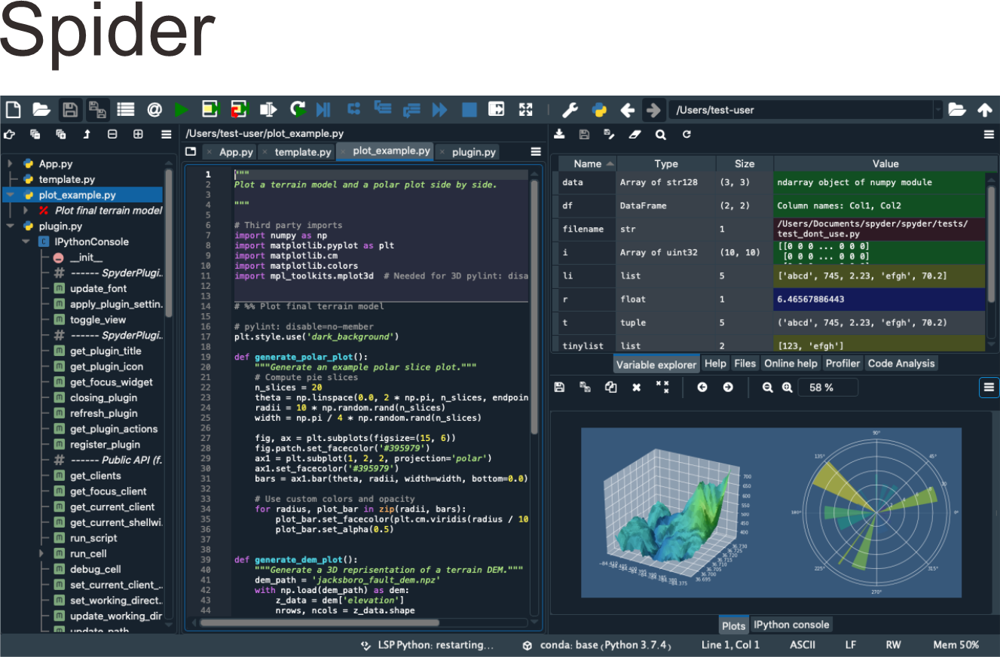 Spider
/Users/test-user
/Users/test-user/plot_example.py
App.py
template.py
plot_example.py
Plot final terrain model
plugin.py
IPythonConsole
__init__
# ------ SpyderPlugi..
update_font
apply_plugin_settin.
toggle_view
# ------ SpyderPlugi..
get_plugin_title
get_plugin_icon
get_focus_widget
closing_plugin
refresh_plugin
get_plugin_actions
register_plugin
# ------ Public API (f.
get_clients
get_focus_client
get_current_client
get_current_shellwi.
run_script
run_cell
debug_cell
set_current_client_..
set_working_direct..
update_working_dir
update_path
App.py template.py plot_example.py plugin.py
1 """
2 Plot a terrain model and a polar plot side by side.
3
4 """
5
6 # Third party imports
7 import numpy as np
8 import matplotlib.pyplot as plt
9 import matplotlib.cm
10 import matplotlib.colors
11 import mpl_toolkits.mplot3d  # Needed for 3D pylint: disa
12
13
14 # %% Plot final terrain model
15
16 # pylint: disable=no-member
17 plt.style.use('dark_background')
18
19 def generate_polar_plot():
20     """Generate an example polar slice plot."""
21     # Compute pie slices
22     n_slices = 20
23     theta = np.linspace(0.0, 2 * np.pi, n_slices, endpoin
24     radii = 10 * np.random.rand(n_slices)
25     width = np.pi / 4 * np.random.rand(n_slices)
26
27     fig, ax = plt.subplots(figsize=(15, 6))
28     fig.patch.set_facecolor('#395979')
29     ax1 = plt.subplot(1, 2, 2, projection='polar')
30     ax1.set_facecolor('#395979')
31     bars = ax1.bar(theta, radii, width=width, bottom=0.0)
32
33     # Use custom colors and opacity
34     for radius, plot_bar in zip(radii, bars):
35         plot_bar.set_facecolor(plt.cm.viridis(radius / 10
36         plot_bar.set_alpha(0.5)
37
38
39 def generate_dem_plot():
40     """Generate a 3D reprisentation of a terrain DEM."""
41     dem_path = 'jacksboro_fault_dem.npz'
42     with np.load(dem_path) as dem:
43         z_data = dem['elevation']
44         nrows, ncols = z_data.shape
Name Type Size Value
data Array of str128 (3, 3) ndarray object of numpy module
df DataFrame (2, 2) Column names: Col1, Col2
filename str 1 /Users/Documents/spyder/spyder/tests/
test_dont_use.py
i Array of uint32 (10, 10) [[0 0 0 ... 0 0 0]
[0 0 0 ... 0 0 0]
li list 5 ['abcd', 745, 2.23, 'efgh', 70.2]
r float 1 6.46567886443
t tuple 5 ('abcd', 745, 2.23, 'efgh', 70.2)
tinylist list 2 [123, 'efgh']
Variable explorer Help Files Online help Profiler Code Analysis
58 %
700
650
600
550
500
450
400
36.730
36.725
36.720
36.715
36.710
36.705
36.700
36.695
90°
45°
0°
315°
270°
225°
180°
135°
Plots IPython console
LSP Python: restarting... conda: base (Python 3.7.4) Line 1, Col 1 ASCII LF RW Mem 50%